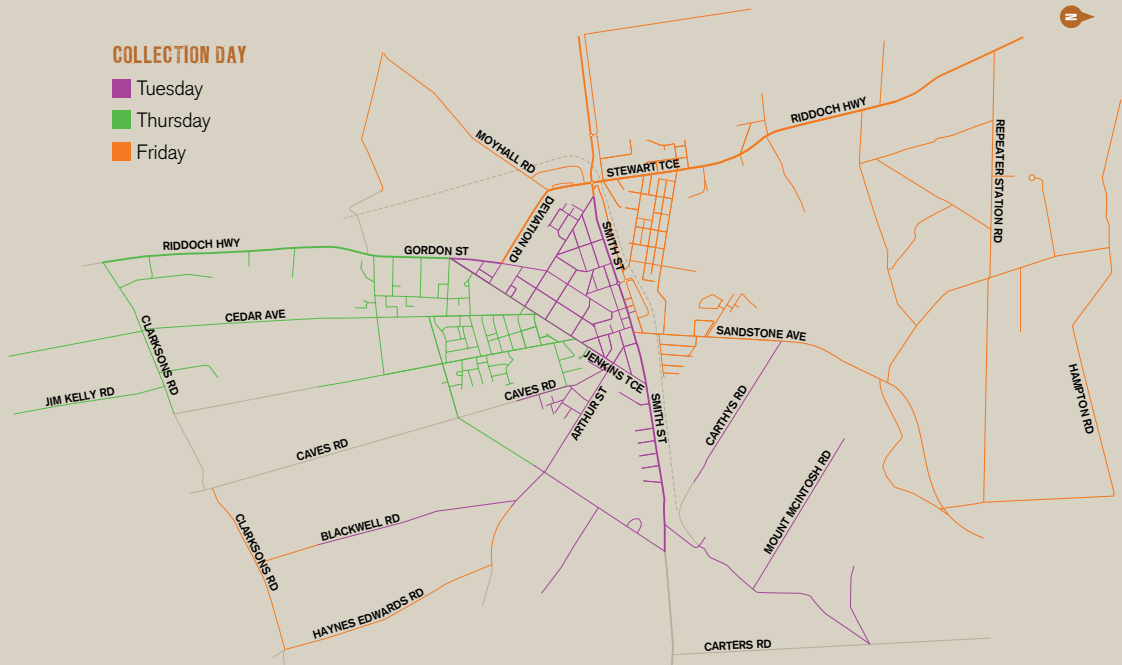 N
COLLECTION DAY
Tuesday
Thursday
Friday
RIDDOCH HWY
MOYHALL RD
STEWART TCE
REPEATER STATION RD
DEVIATION RD
SMITH ST
RIDDOCH HWY
GORDON ST
CEDAR AVE
CLARKSONS RD
SANDSTONE AVE
JENKINS TCE
HAMPTON RD
JIM KELLY RD
CAVES RD
ARTHUR ST
SMITH ST
CARTHYS RD
CAVES RD
MOUNT MCINTOSH RD
BLACKWELL RD
CLARKSONS RD
HAYNES EDWARDS RD
CARTERS RD